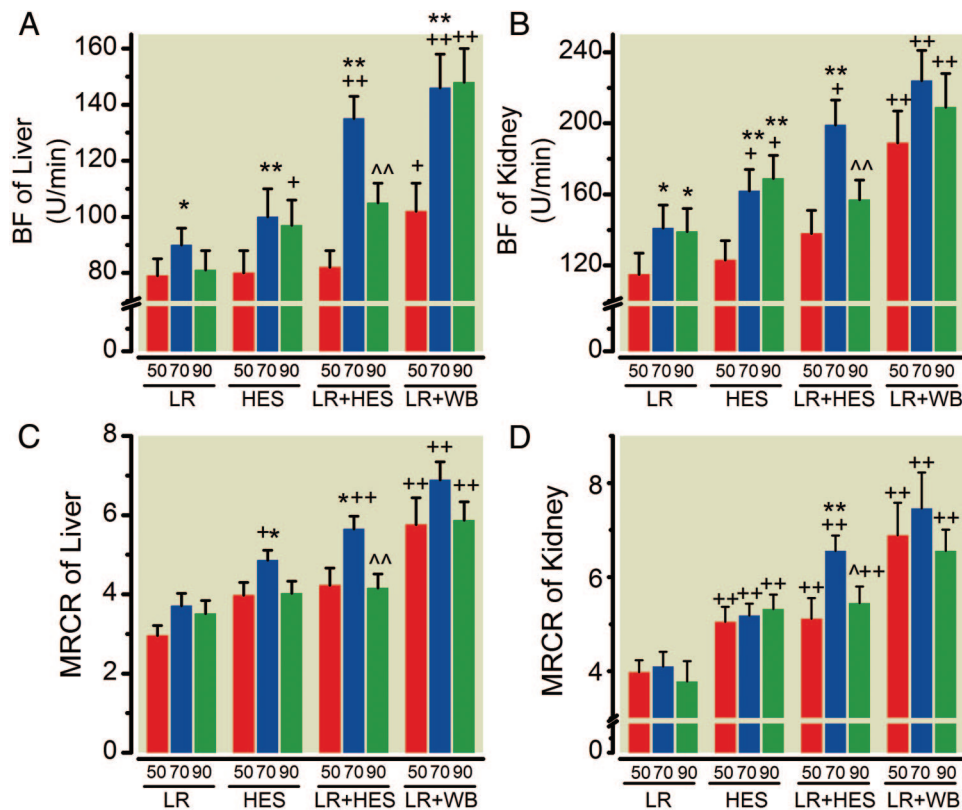 A
BF of Liver
(U/min)
160
140
120
100
80
0
*
**
+
**
++
^^
+
**
++
++
50 70 90
50 70 90
50 70 90
50 70 90
LR
HES
LR+HES
LR+WB
B
BF of Kidney
(U/min)
240
200
160
120
0
*
*
**
+
**
+
**
+
^^
++
++
++
50 70 90
50 70 90
50 70 90
50 70 90
LR
HES
LR+HES
LR+WB
C
MRCR of Liver
8
6
4
2
0
+*
*++
^^
++
++
++
50 70 90
50 70 90
50 70 90
50 70 90
LR
HES
LR+HES
LR+WB
D
MRCR of Kidney
8
6
4
0
++
++
++
++
**
++
^++
++
++
++
50 70 90
50 70 90
50 70 90
50 70 90
LR
HES
LR+HES
LR+WB